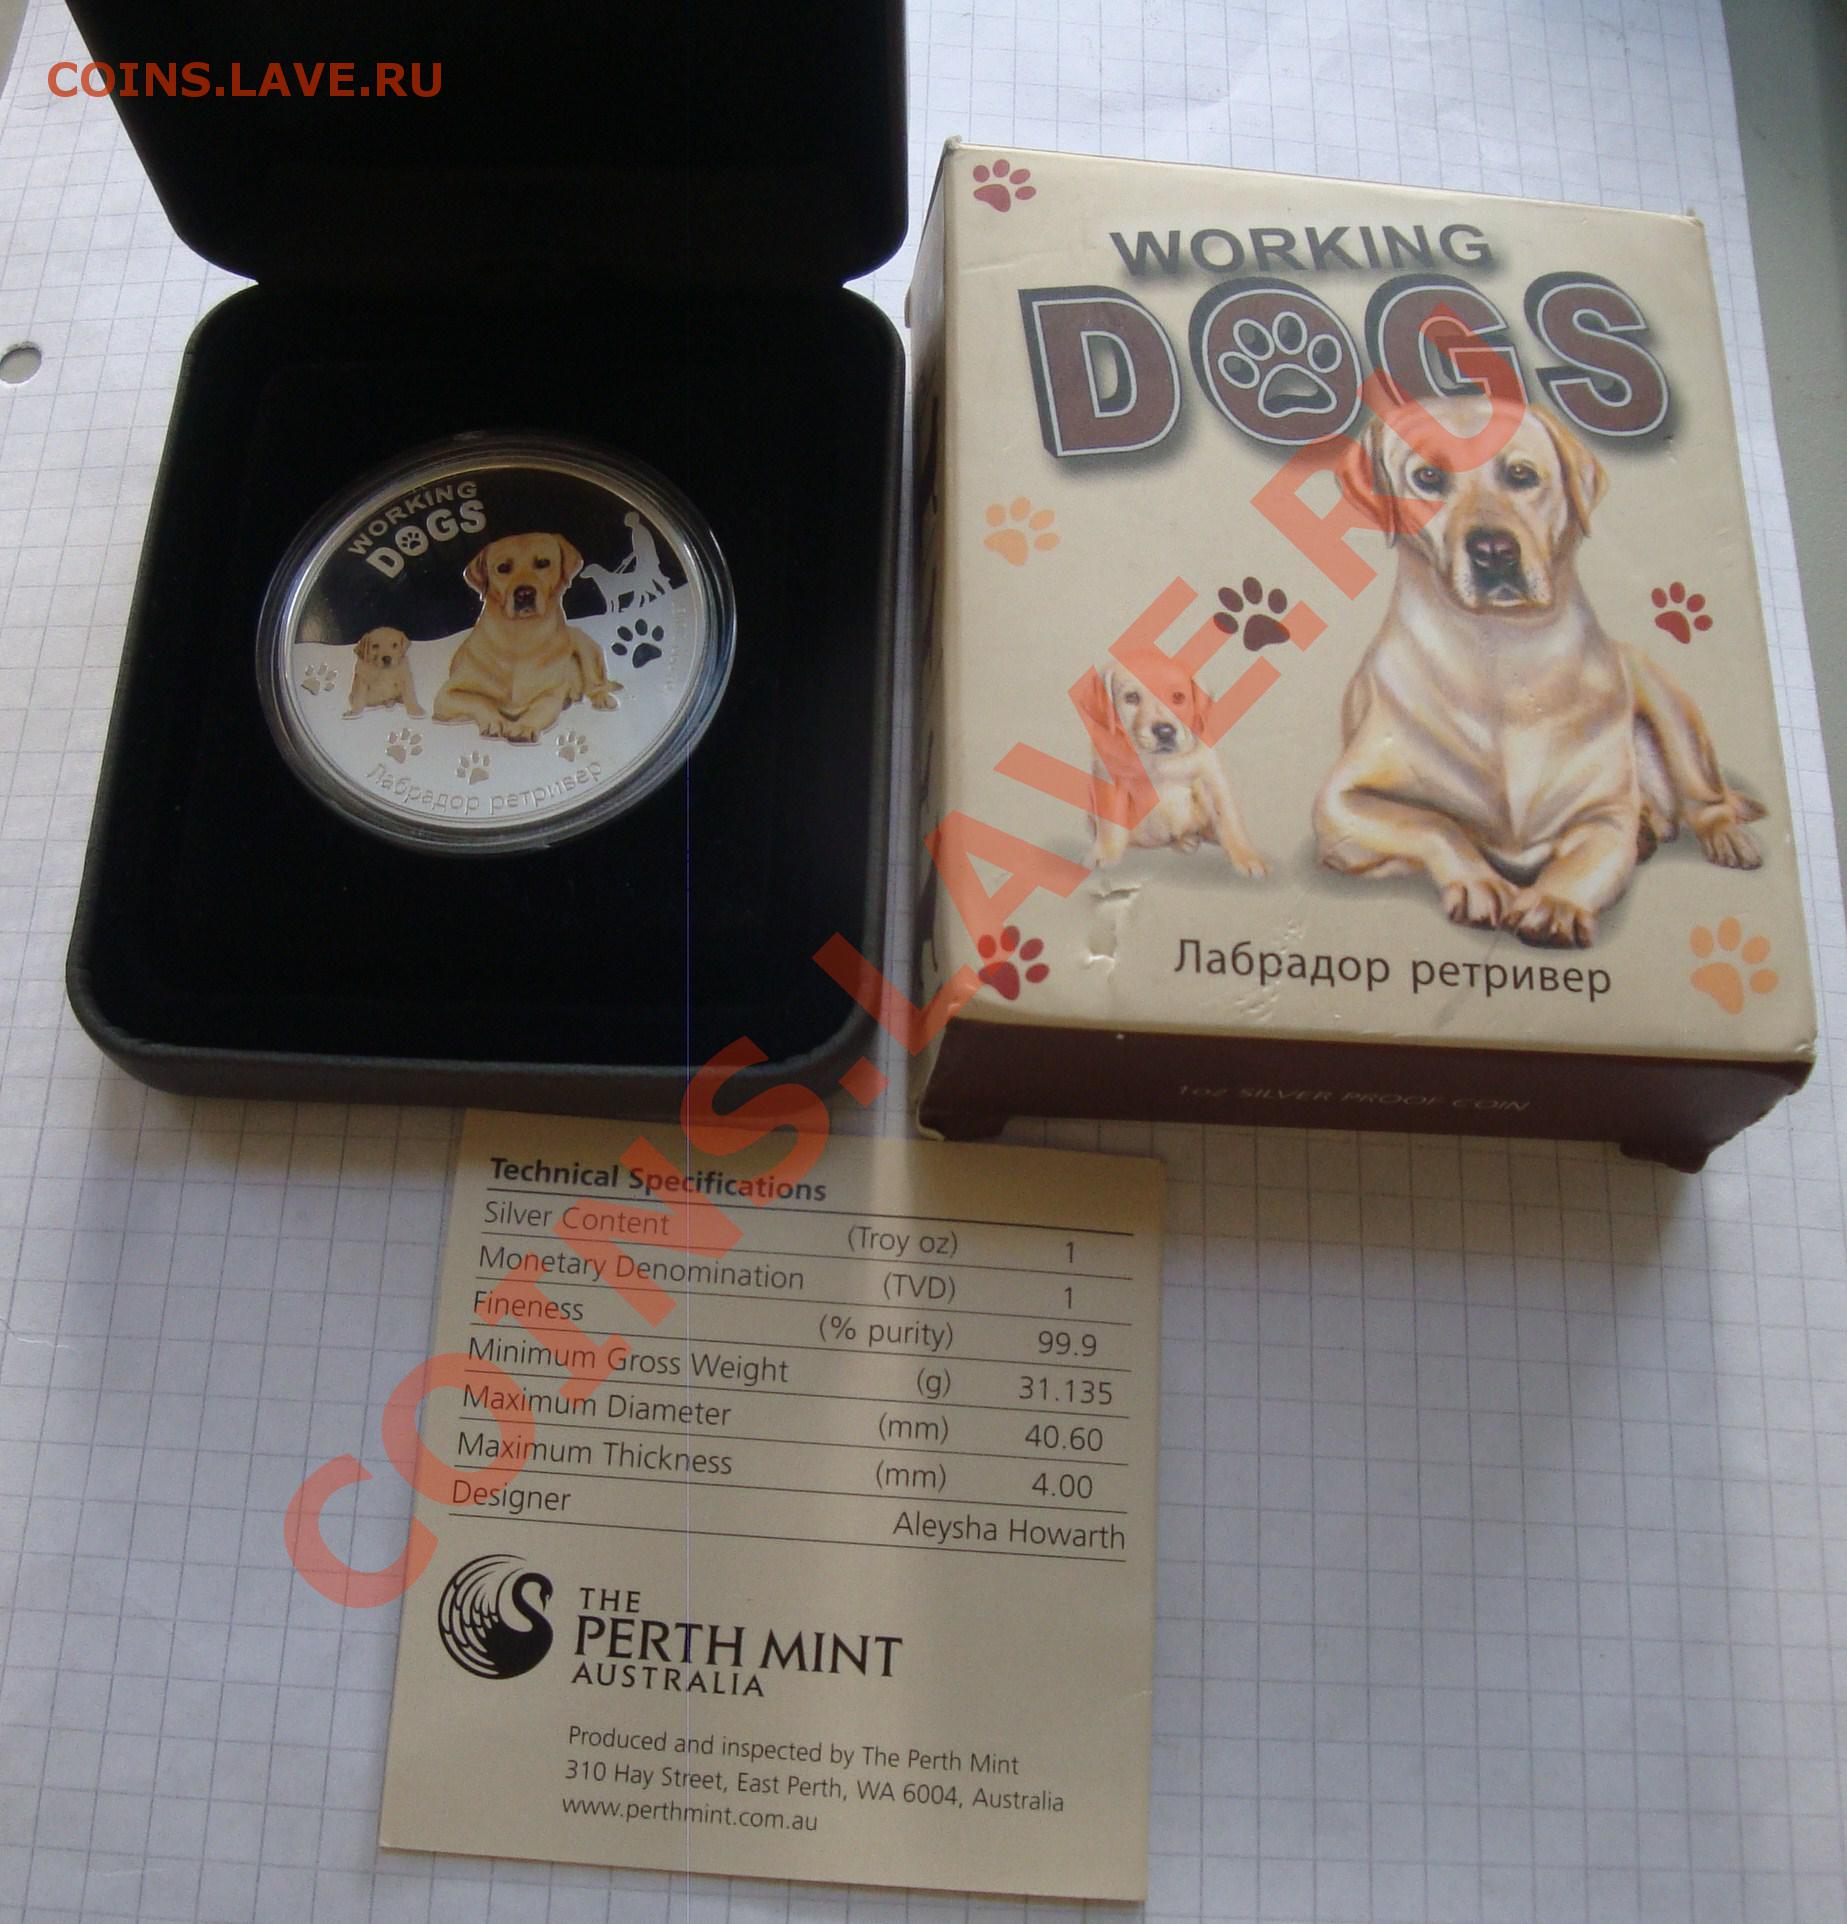 COINS.LAVE.RU
WORKING
DOGS
Лабрадор ретривер
WORKING
DOGS
Лабрадор ретривер
1oz SILVER PROOF COIN
COINS.LAVE.RU
Technical Specifications
Silver Content (Troy oz) 1
Monetary Denomination (TVD) 1
Fineness (% purity) 99.9
Minimum Gross Weight (g) 31.135
Maximum Diameter (mm) 40.60
Maximum Thickness (mm) 4.00
Designer Aleysha Howarth
THE
PERTH MINT
AUSTRALIA
Produced and inspected by The Perth Mint
310 Hay Street, East Perth, WA 6004, Australia
www.perthmint.com.au